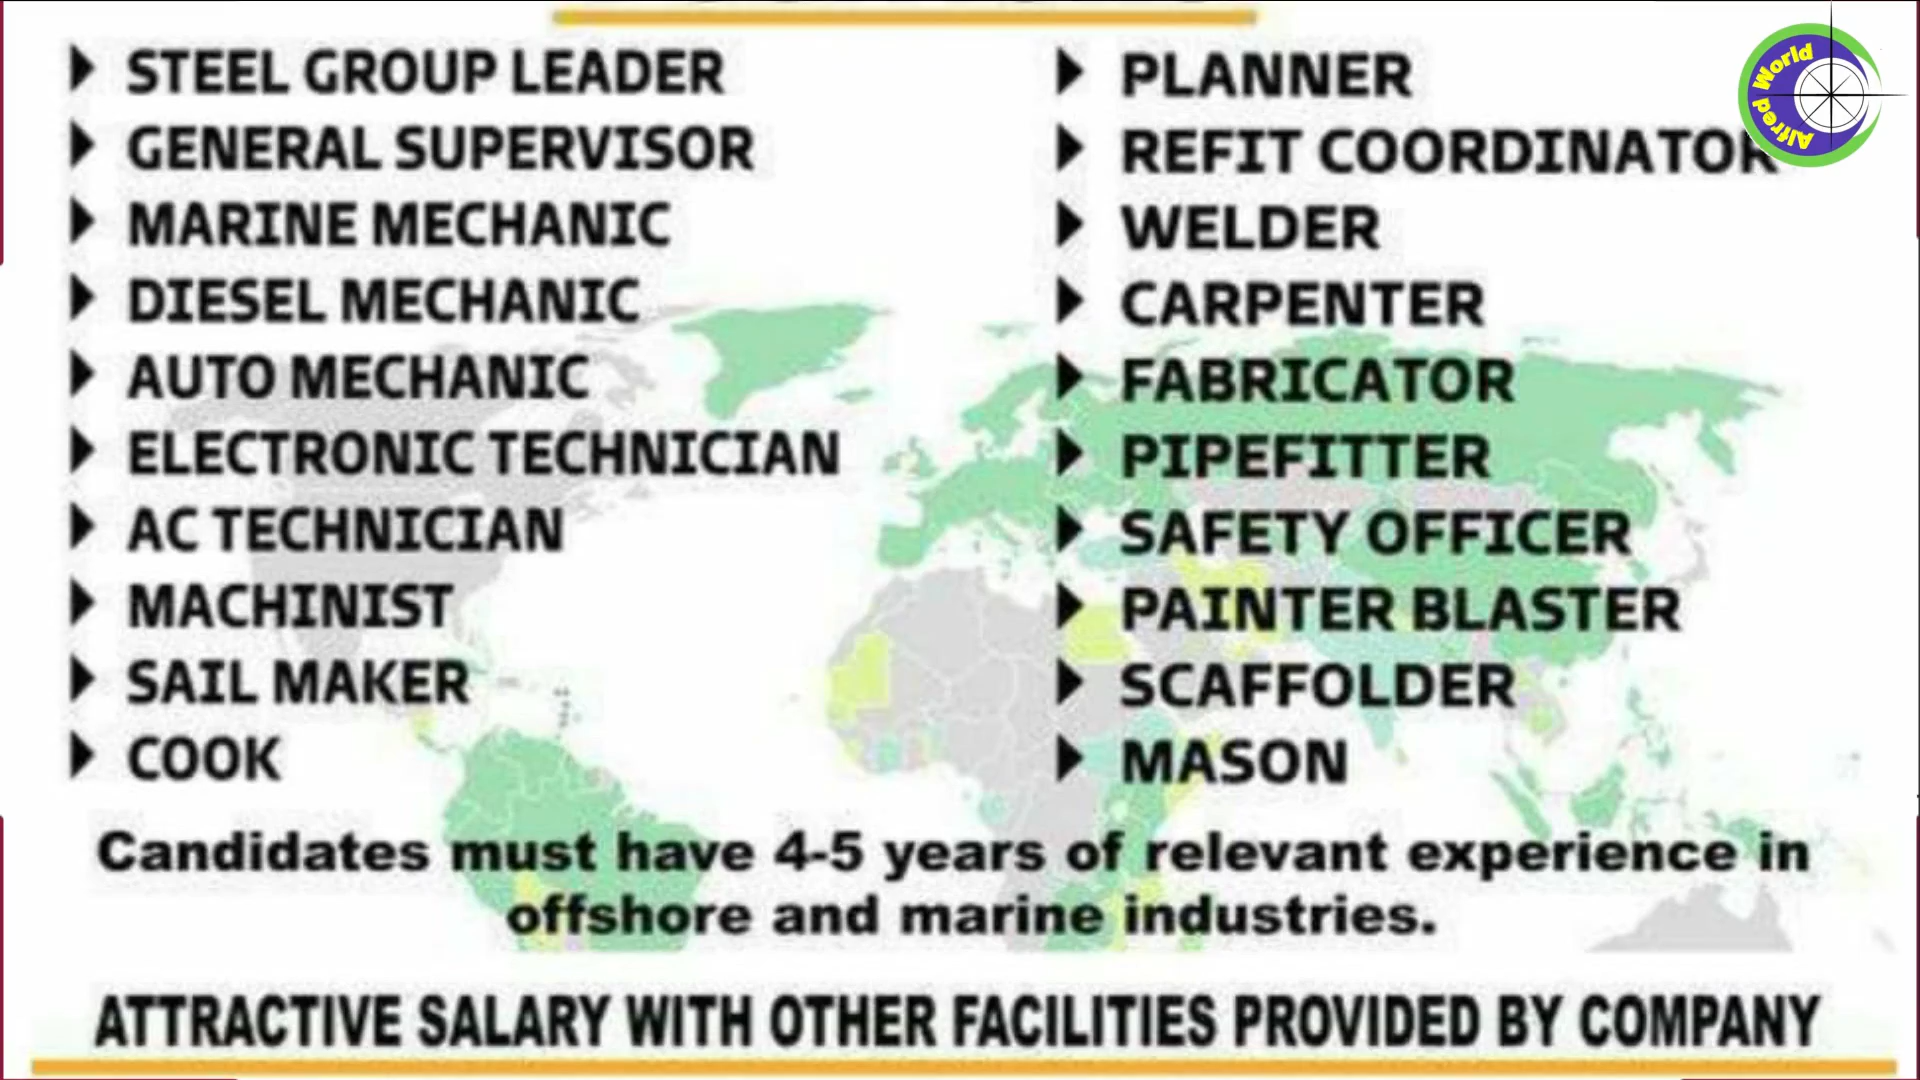 STEEL GROUP LEADER
GENERAL SUPERVISOR
MARINE MECHANIC
DIESEL MECHANIC
AUTO MECHANIC
ELECTRONIC TECHNICIAN
AC TECHNICIAN
MACHINIST
SAIL MAKER
COOK
PLANNER
REFIT COORDINATOR
WELDER
CARPENTER
FABRICATOR
PIPEFITTER
SAFETY OFFICER
PAINTER BLASTER
SCAFFOLDER
MASON
Alfred World
Candidates must have 4-5 years of relevant experience in
offshore and marine industries.
ATTRACTIVE SALARY WITH OTHER FACILITIES PROVIDED BY COMPANY